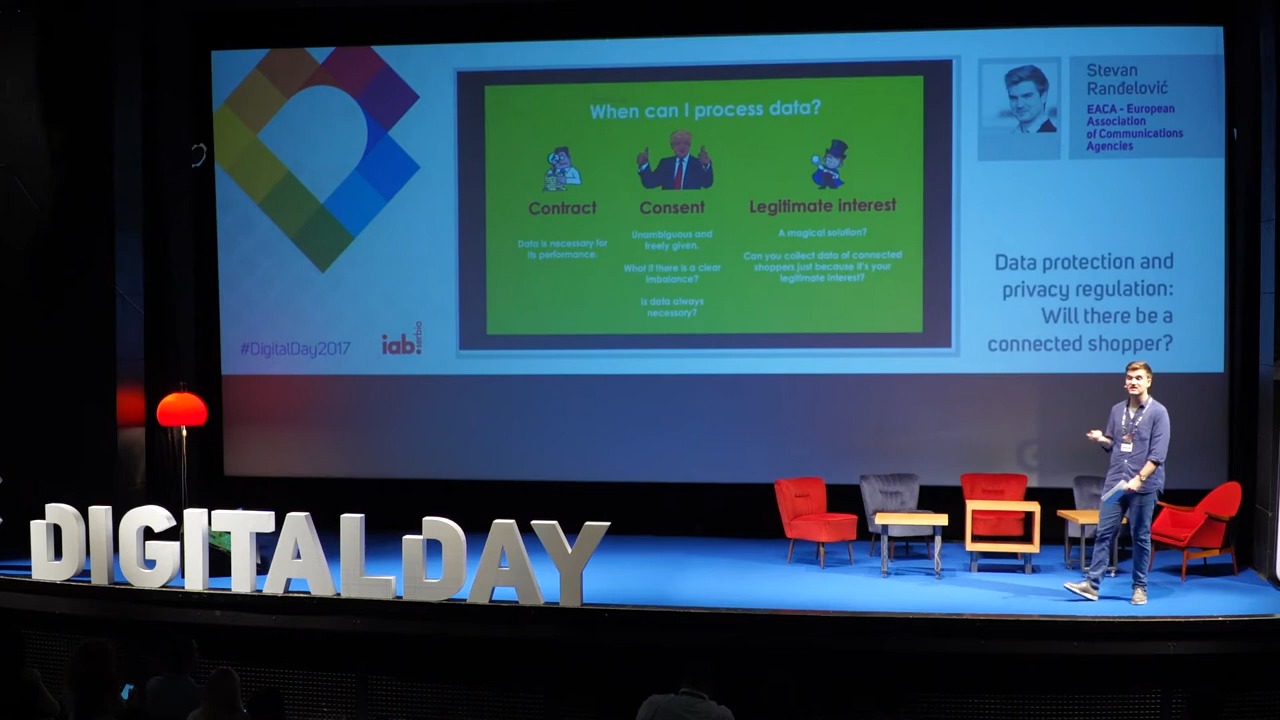 When can I process data?
Contract
Data is necessary for
its performance.
Consent
Unambiguous and
freely given.
What if there is a clear
imbalance?
Is data always
necessary?
Legitimate interest
A magical solution?
Can you collect data of connected
shoppers just because it's your
legitimate interest?
Stevan
Ranđelović
EACA - European
Association
of Communications
Agencies
Data protection and
privacy regulation:
Will there be a
connected shopper?
#DigitalDay2017
iab.
serbia
DIGITALDAY